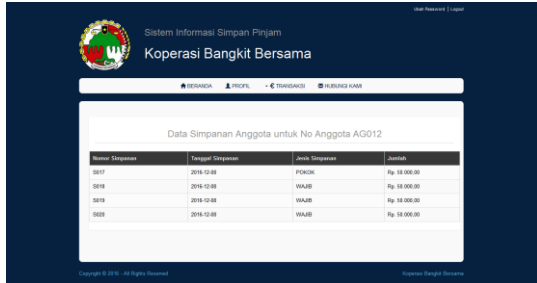 Ubah Password | Logout
Sistem Informasi Simpan Pinjam
Koperasi Bangkit Bersama
BERANDA PROFIL TRANSAKSI HUBUNGI KAMI
Data Simpanan Anggota untuk No Anggota AG012
Nomor Simpanan Tanggal Simpanan Jenis Simpanan Jumlah
S017 2016-12-08 POKOK Rp. 50.000,00
S018 2016-12-08 WAJIB Rp. 50.000,00
S019 2016-12-08 WAJIB Rp. 50.000,00
S020 2016-12-08 WAJIB Rp. 50.000,00
Copyright © 2016 - All Rights Reserved
Koperasi Bangkit Bersama